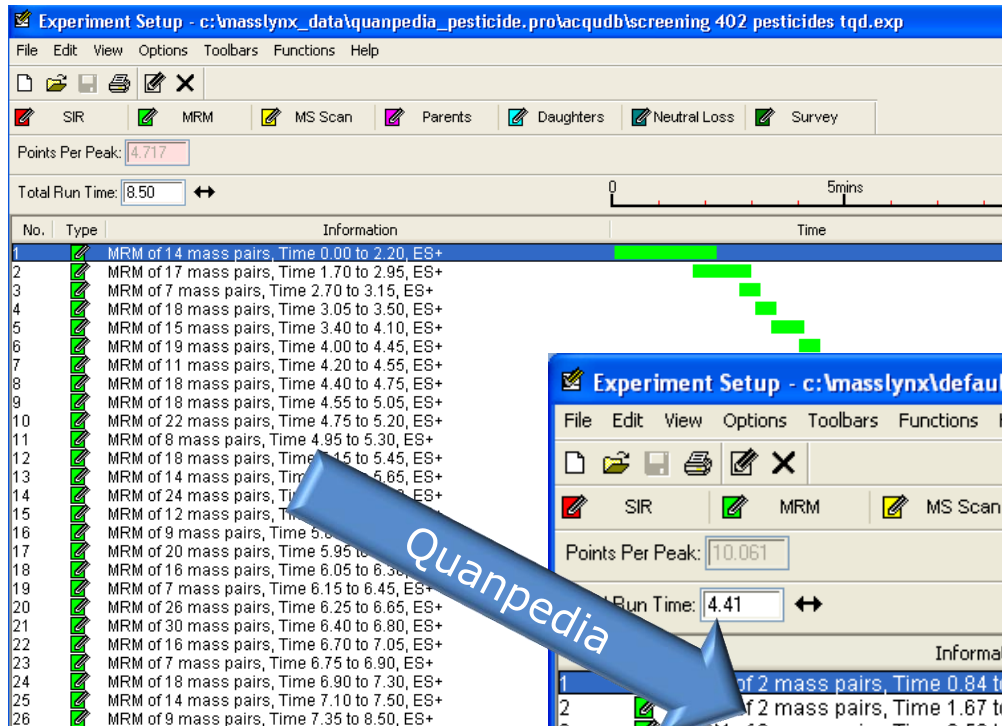 Experiment Setup - c:\masslynx_data\quanpedia_pesticide.pro\acqudb\screening 402 pesticides tqd.exp
File Edit View Options Toolbars Functions Help
SIR MRM MS Scan Parents Daughters Neutral Loss Survey
Points Per Peak: 4.717
Total Run Time: 8.50 0 5mins
No. Type Information Time
1 MRM of 14 mass pairs, Time 0.00 to 2.20, ES+
2 MRM of 17 mass pairs, Time 1.70 to 2.95, ES+
3 MRM of 7 mass pairs, Time 2.70 to 3.15, ES+
4 MRM of 18 mass pairs, Time 3.05 to 3.50, ES+
5 MRM of 15 mass pairs, Time 3.40 to 4.10, ES+
6 MRM of 19 mass pairs, Time 4.00 to 4.45, ES+
7 MRM of 11 mass pairs, Time 4.20 to 4.55, ES+
8 MRM of 18 mass pairs, Time 4.40 to 4.75, ES+
9 MRM of 18 mass pairs, Time 4.55 to 5.05, ES+
10 MRM of 22 mass pairs, Time 4.75 to 5.20, ES+
11 MRM of 8 mass pairs, Time 4.95 to 5.30, ES+
12 MRM of 18 mass pairs, Time 5.15 to 5.45, ES+
13 MRM of 14 mass pairs, 5.65, ES+
14 MRM of 24 mass pairs, ES+
15 MRM of 12 mass pairs, ES+
16 MRM of 9 mass pairs, Time ES+
17 MRM of 20 mass pairs, Time 5.95 ES+
18 MRM of 16 mass pairs, Time 6.05 to ES+
19 MRM of 7 mass pairs, Time 6.15 to 6.45, ES+
20 MRM of 26 mass pairs, Time 6.25 to 6.65, ES+
21 MRM of 30 mass pairs, Time 6.40 to 6.80, ES+
22 MRM of 16 mass pairs, Time 6.70 to 7.05, ES+
23 MRM of 7 mass pairs, Time 6.75 to 6.90, ES+
24 MRM of 18 mass pairs, Time 6.90 to 7.30, ES+
25 MRM of 14 mass pairs, Time 7.10 to 7.50, ES+
26 MRM of 9 mass pairs, Time 7.35 to 8.50, ES+
Quanpedia
Experiment Setup - c:\masslynx\defaul
File Edit View Options Toolbars Functions
SIR MRM MS Scan
Points Per Peak: 10.061
Run Time: 4.41
Informa
1 of 2 mass pairs, Time 0.84 to
2 f 2 mass pairs, Time 1.67 to